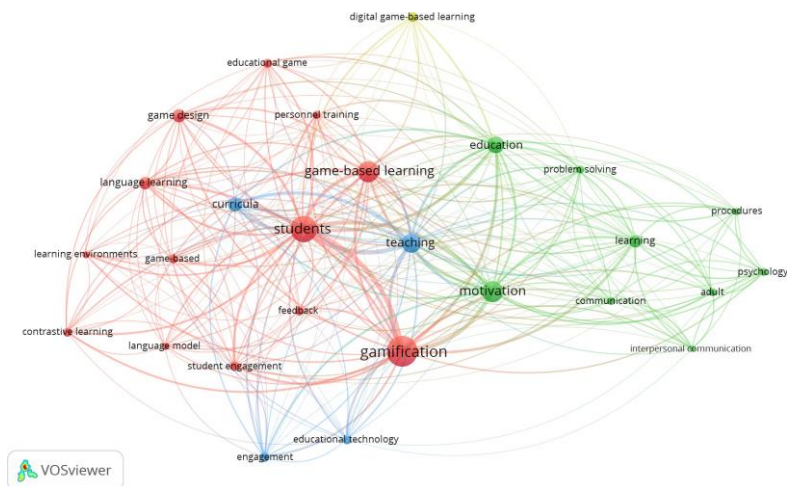 digital game-based learning
educational game
game design
personnel training
education
game-based learning
problem solving
language learning
curricula
procedures
students
teaching
learning
learning environments
game-based
psychology
motivation
adult
communication
feedback
contrastive learning
language model
gamification
interpersonal communication
student engagement
educational technology
engagement
VOSviewer